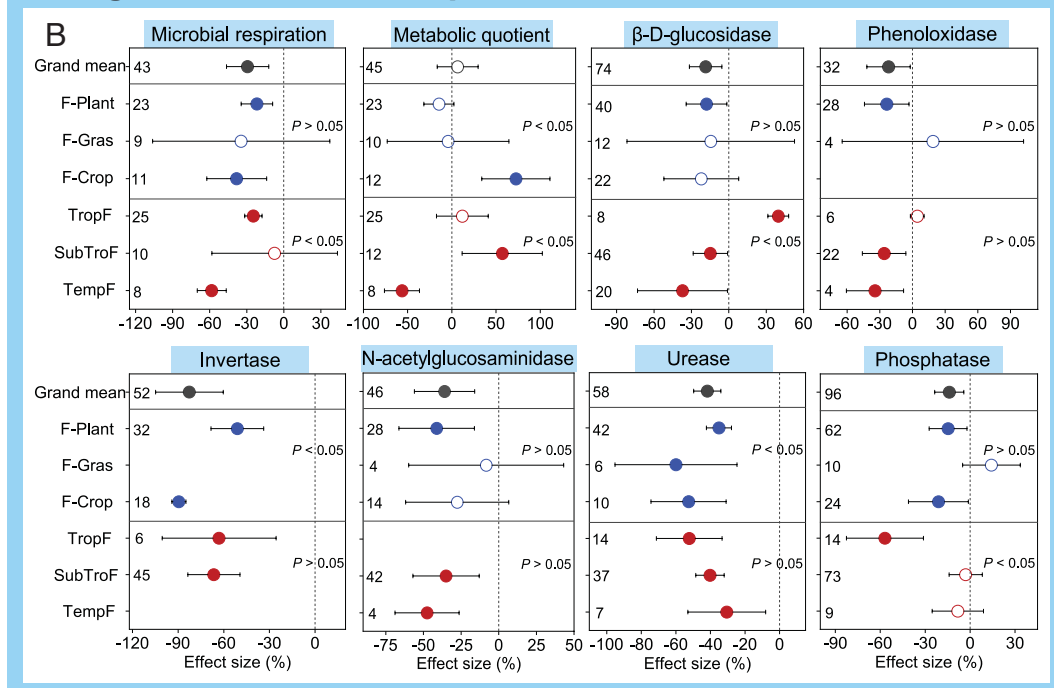 B
Microbial respiration
Metabolic quotient
β-D-glucosidase
Phenoloxidase
Grand mean 43 45 74 32
F-Plant 23 23 40 28
P > 0.05 P < 0.05 P > 0.05 P > 0.05
F-Gras 9 10 12 4
F-Crop 11 12 22
TropF 25 25 8 6
P < 0.05 P < 0.05 P < 0.05 P > 0.05
SubTroF 10 12 46 22
TempF 8 8 20 4
-120 -90 -60 -30 0 30
-100 -50 0 50 100
-90 -60 -30 0 30 60
-60 -30 0 30 60 90
Invertase
N-acetylglucosaminidase
Urease
Phosphatase
Grand mean 52 46 58 96
F-Plant 32 28 42 62
P < 0.05 P > 0.05 P < 0.05 P > 0.05
F-Gras 4 6 10
F-Crop 18 14 10 24
TropF 6 14 14
P > 0.05 P > 0.05 P > 0.05 P < 0.05
SubTroF 45 42 37 73
TempF 4 7 9
-120 -90 -60 -30 0
-75 -50 -25 0 25 50
-100 -80 -60 -40 -20 0
-90 -60 -30 0 30
Effect size (%) Effect size (%) Effect size (%) Effect size (%)